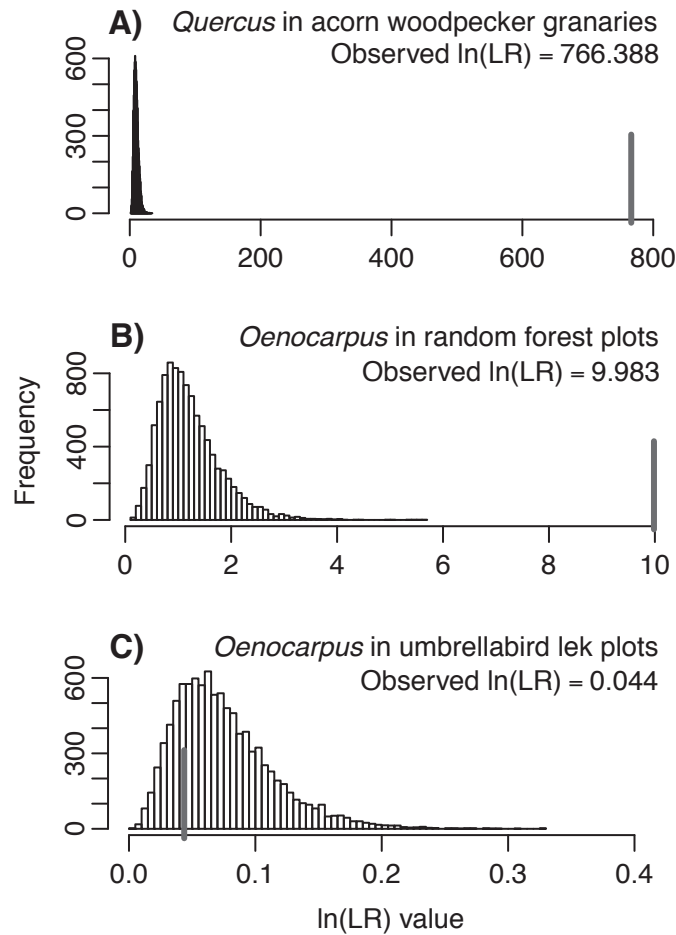 A) Quercus in acorn woodpecker granaries
Observed ln(LR) = 766.388
600
300
0
0 200 400 600 800
B) Oenocarpus in random forest plots
Observed ln(LR) = 9.983
800
400
0
0 2 4 6 8 10
Frequency
C) Oenocarpus in umbrellabird lek plots
Observed ln(LR) = 0.044
600
300
0
0.0 0.1 0.2 0.3 0.4
ln(LR) value